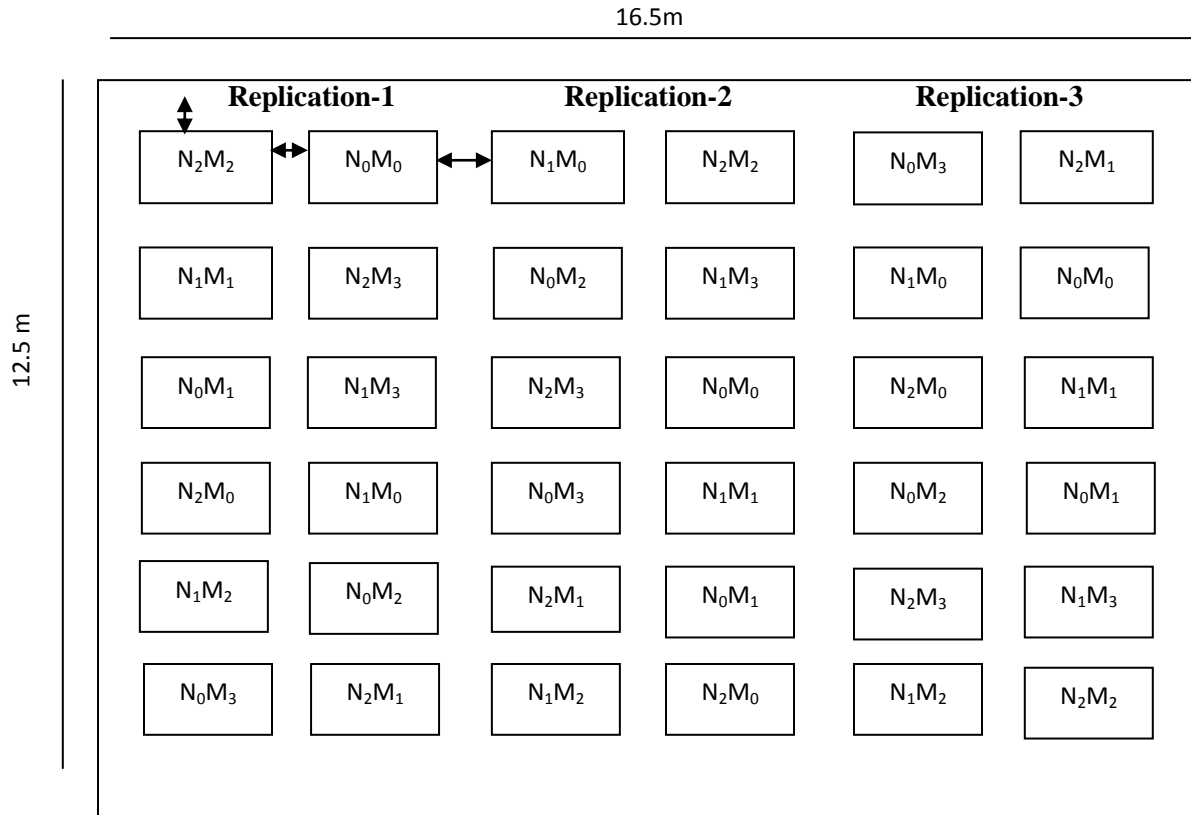 16.5m
Replication-1 Replication-2 Replication-3
N₂M₂ N₀M₀ N₁M₀ N₂M₂ N₀M₃ N₂M₁
N₁M₁ N₂M₃ N₀M₂ N₁M₃ N₁M₀ N₀M₀
12.5 m
N₀M₁ N₁M₃ N₂M₃ N₀M₀ N₂M₀ N₁M₁
N₂M₀ N₁M₀ N₀M₃ N₁M₁ N₀M₂ N₀M₁
N₁M₂ N₀M₂ N₂M₁ N₀M₁ N₂M₃ N₁M₃
N₀M₃ N₂M₁ N₁M₂ N₂M₀ N₁M₂ N₂M₂